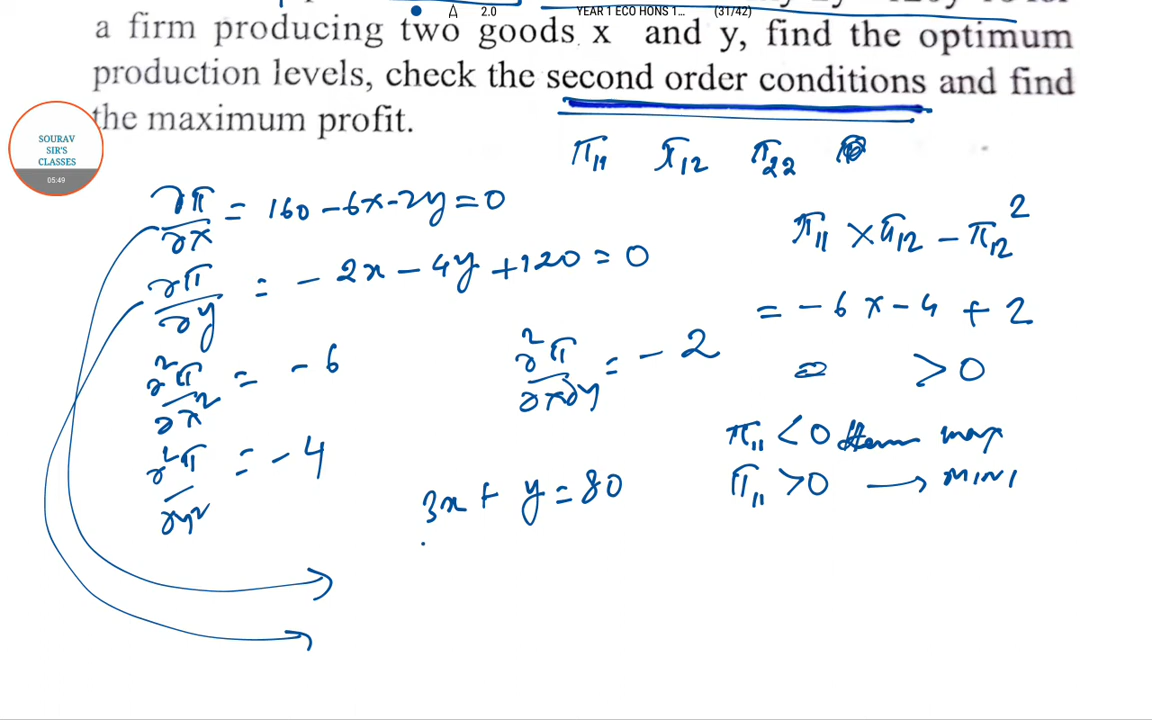 A 2.0 YEAR 1 ECO HONS 1... (31/42)
a firm producing two goods x and y, find the optimum
production levels, check the second order conditions and find
the maximum profit.
SOURAV
SIR'S
CLASSES
05:49
π₁₁ π₁₂ π₂₂
∂π/∂x = 160 - 6x - 2y = 0
π₁₁ × π₁₂ - π₁₂²
∂π/∂y = - 2x - 4y + 120 = 0
= - 6 x - 4 + 2
∂²π/∂x² = - 6
∂²π/∂x∂y = - 2
= > 0
π₁₁ < 0 max
∂²π/∂y² = - 4
π₁₁ > 0 → MINI
3x + y = 80